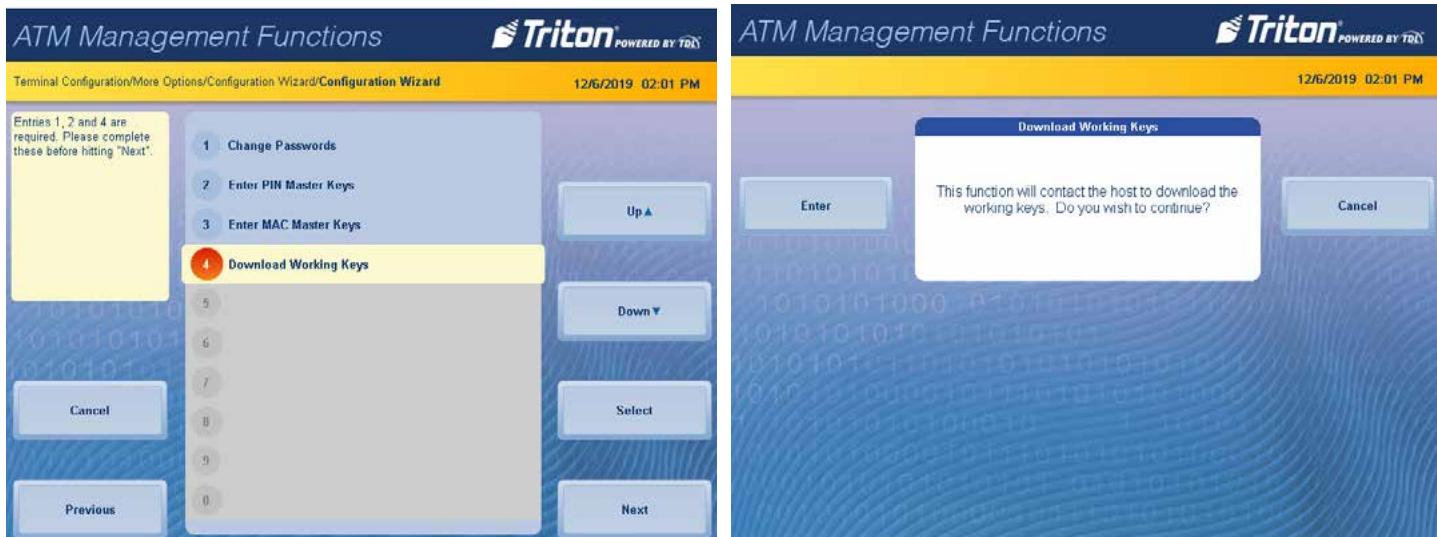 ATM Management Functions
Triton POWERED BY TDN
Terminal Configuration/More Options/Configuration Wizard/Configuration Wizard
12/6/2019 02:01 PM
Entries 1, 2 and 4 are
required. Please complete
these before hitting "Next".
1 Change Passwords
2 Enter PIN Master Keys
3 Enter MAC Master Keys
4 Download Working Keys
5
6
7
8
9
0
Cancel
Previous
Up▲
Down▼
Select
Next
ATM Management Functions
Triton POWERED BY TDN
12/6/2019 02:01 PM
Download Working Keys
This function will contact the host to download the
working keys. Do you wish to continue?
Enter
Cancel